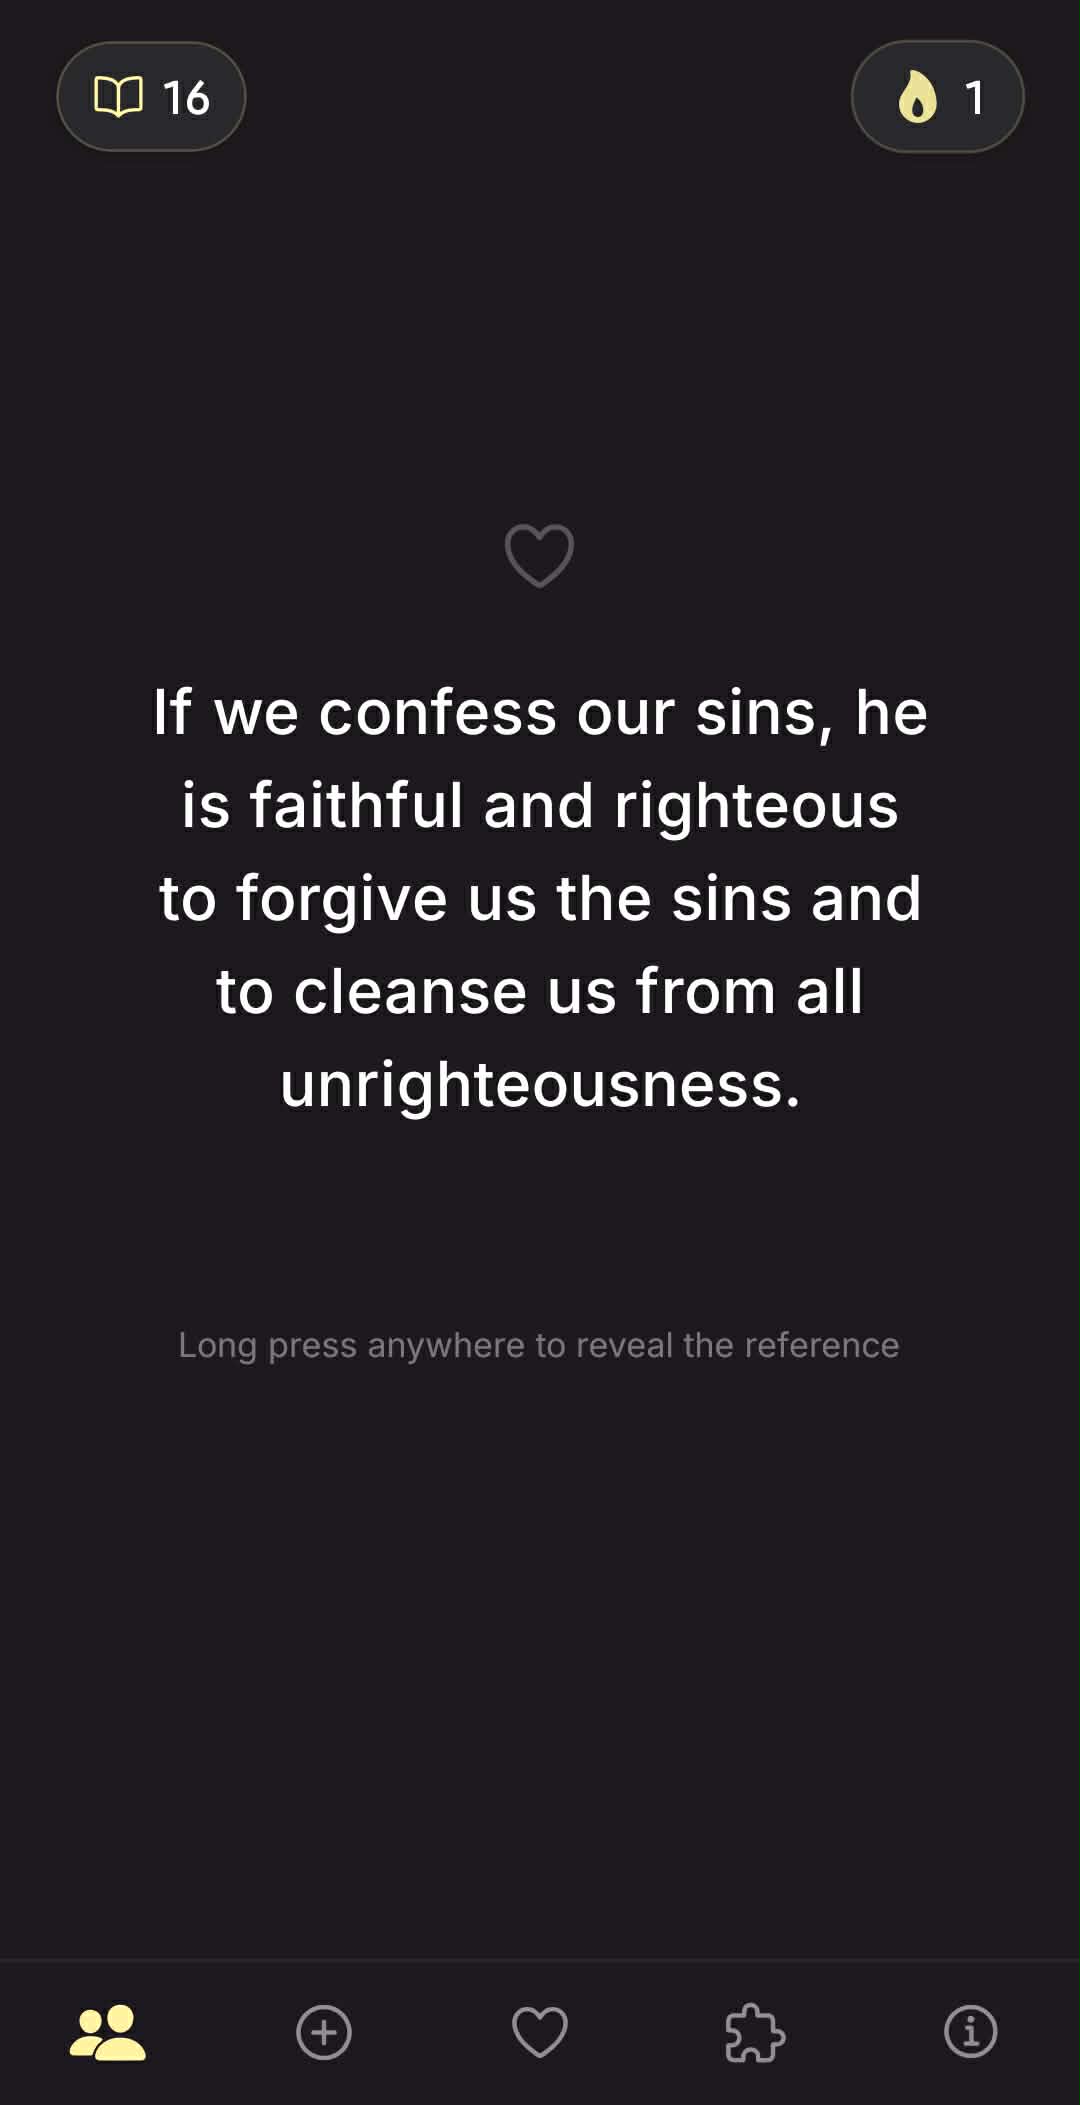 16
1
If we confess our sins, he
is faithful and righteous
to forgive us the sins and
to cleanse us from all
unrighteousness.
Long press anywhere to reveal the reference